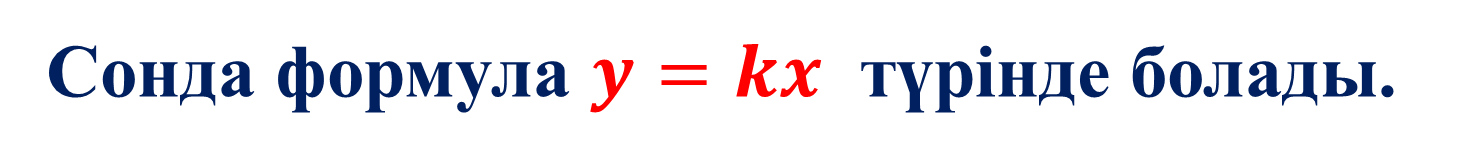 Сонда формула y = kx түрінде болады.